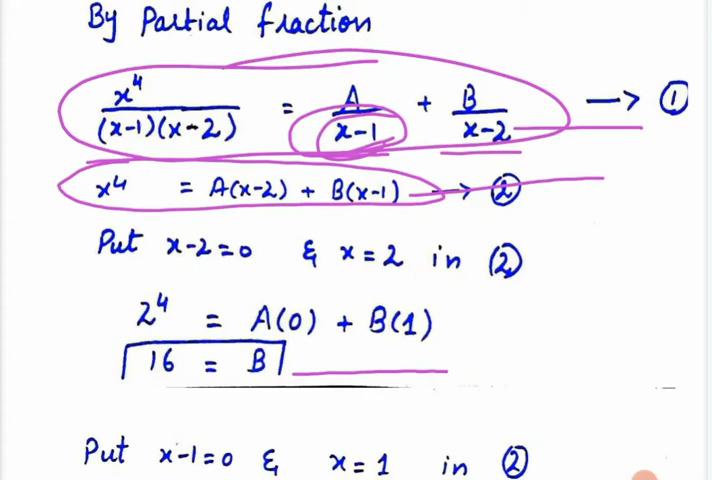 By Partial fraction
x⁴/((x-1)(x-2)) = A/(x-1) + B/(x-2) → ①
x⁴ = A(x-2) + B(x-1) → ②
Put x-2=0 & x=2 in ②
2⁴ = A(0) + B(1)
16 = B
Put x-1=0 & x=1 in ②